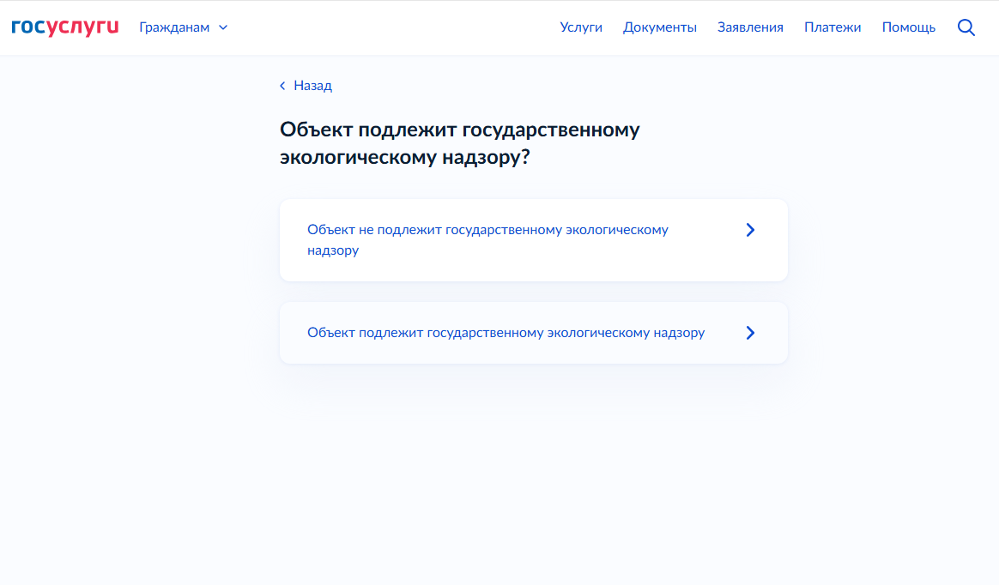 госуслуги Гражданам Услуги Документы Заявления Платежи Помощь
Назад
Объект подлежит государственному
экологическому надзору?
Объект не подлежит государственному экологическому
надзору
Объект подлежит государственному экологическому надзору